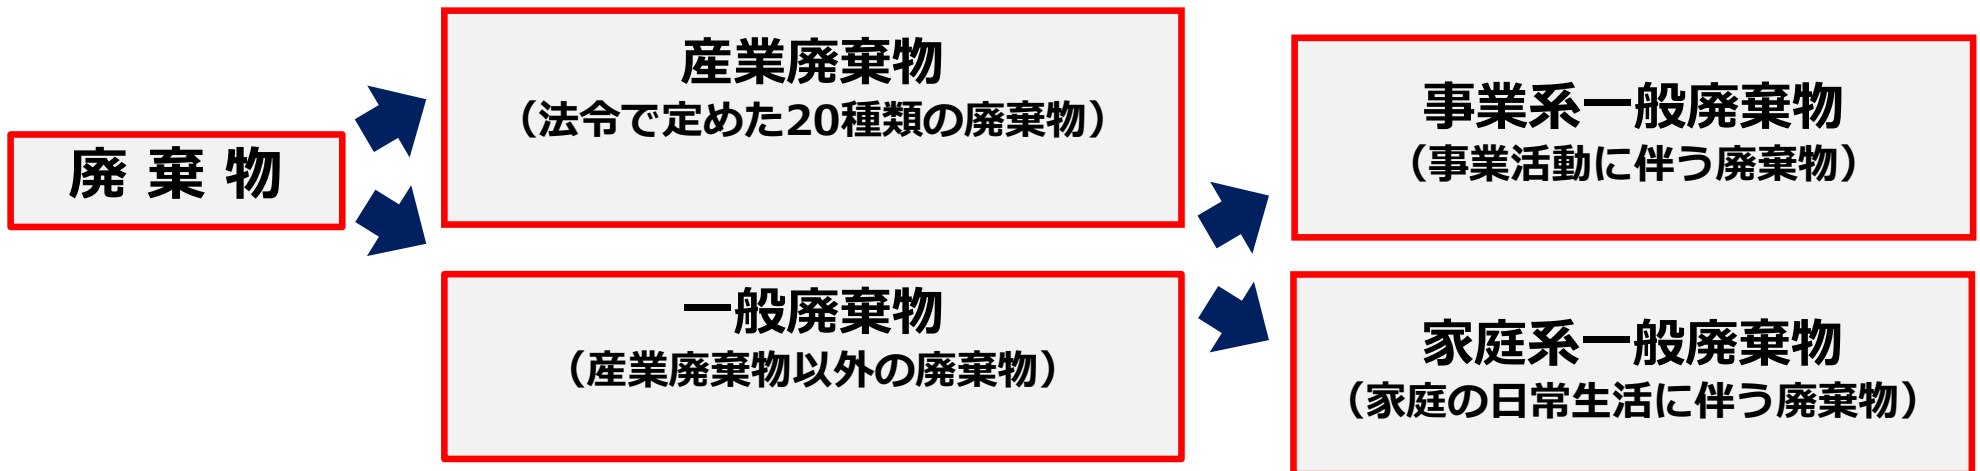 廃 棄 物
産業廃棄物
（法令で定めた20種類の廃棄物）
一般廃棄物
（産業廃棄物以外の廃棄物）
事業系一般廃棄物
（事業活動に伴う廃棄物）
家庭系一般廃棄物
（家庭の日常生活に伴う廃棄物）